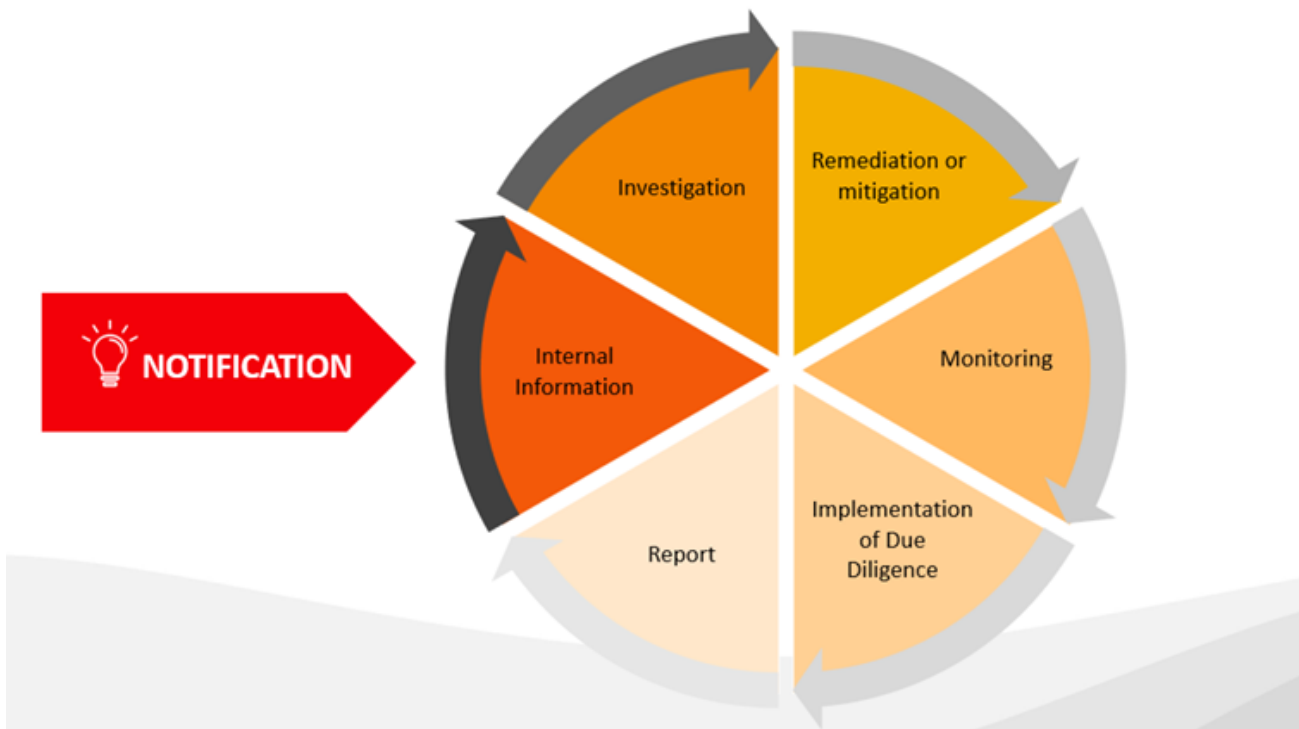 NOTIFICATION
Internal
Information
Investigation
Remediation or
mitigation
Monitoring
Implementation
of Due
Diligence
Report